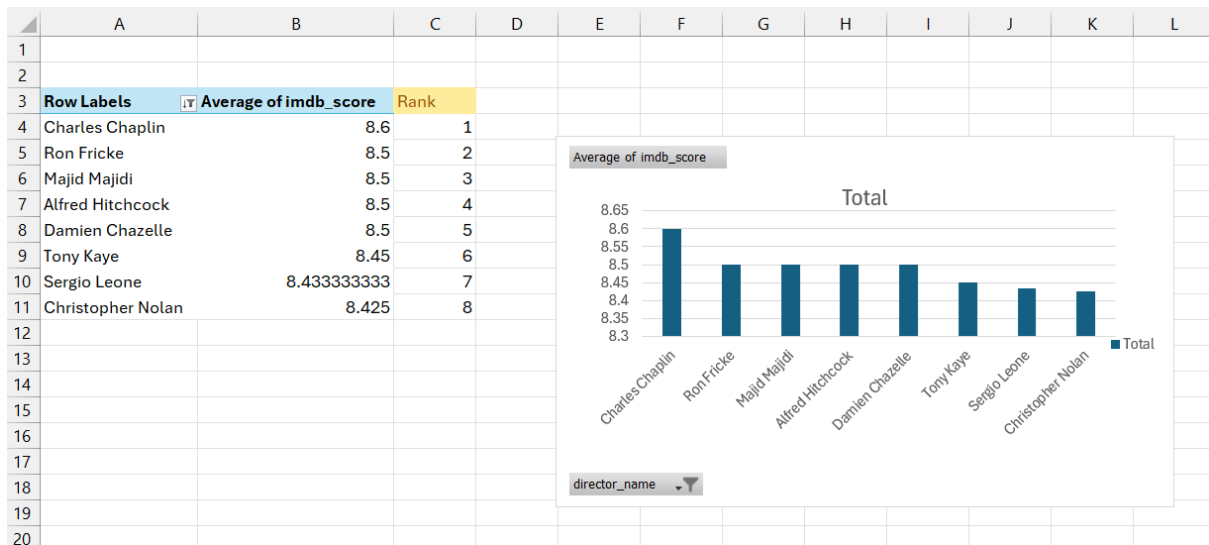 A B C D E F G H I J K L
1
2
3 Row Labels Average of imdb_score Rank
4 Charles Chaplin 8.6 1
5 Ron Fricke 8.5 2
6 Majid Majidi 8.5 3
7 Alfred Hitchcock 8.5 4
8 Damien Chazelle 8.5 5
9 Tony Kaye 8.45 6
10 Sergio Leone 8.433333333 7
11 Christopher Nolan 8.425 8
12
13
14
15
16
17
18
19
20
Average of imdb_score
Total
8.65
8.6
8.55
8.5
8.45
8.4
8.35
8.3
Charles Chaplin
Ron Fricke
Majid Majidi
Alfred Hitchcock
Damien Chazelle
Tony Kaye
Sergio Leone
Christopher Nolan
Total
director_name